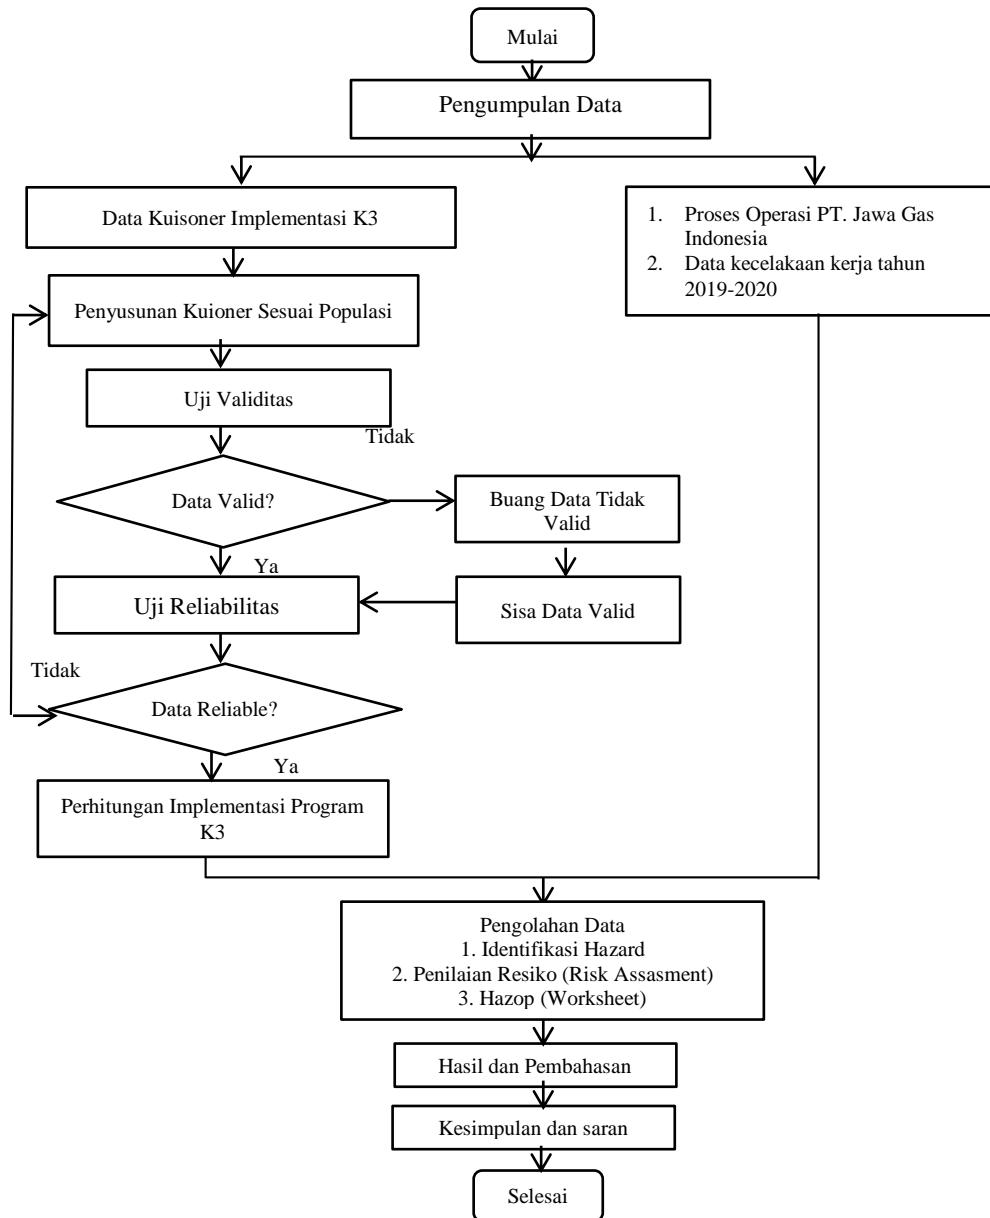 Mulai
Pengumpulan Data
Data Kuisoner Implementasi K3
1. Proses Operasi PT. Jawa Gas
Indonesia
2. Data kecelakaan kerja tahun
2019-2020
Penyusunan Kuioner Sesuai Populasi
Uji Validitas
Tidak
Data Valid?
Buang Data Tidak
Valid
Ya
Uji Reliabilitas
Sisa Data Valid
Tidak
Data Reliable?
Ya
Perhitungan Implementasi Program
K3
Pengolahan Data
1. Identifikasi Hazard
2. Penilaian Resiko (Risk Assasment)
3. Hazop (Worksheet)
Hasil dan Pembahasan
Kesimpulan dan saran
Selesai